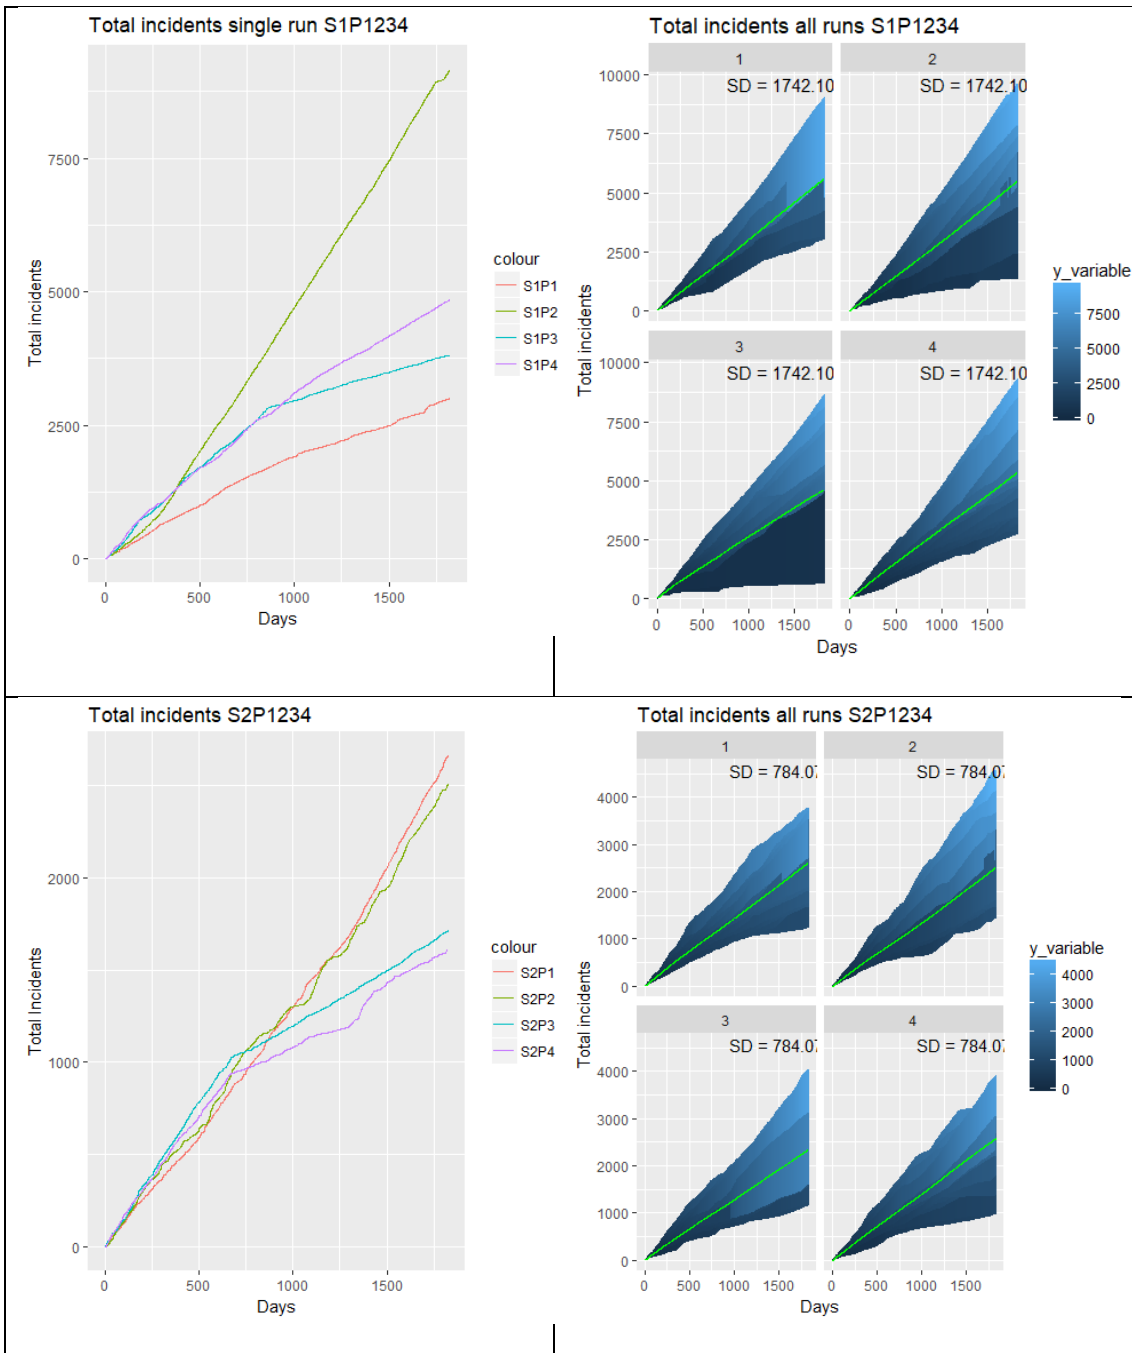 Total incidents single run S1P1234
7500
5000
2500
0
Total incidents
0 500 1000 1500
Days
colour
S1P1
S1P2
S1P3
S1P4
Total incidents all runs S1P1234
1 2
SD = 1742.10 SD = 1742.10
10000
7500
5000
2500
0
3 4
SD = 1742.10 SD = 1742.10
10000
7500
5000
2500
0
Total incidents
0 500 1000 1500 0 500 1000 1500
Days
y_variable
7500
5000
2500
0
Total incidents S2P1234
2000
1000
0
Total Incidents
0 500 1000 1500
Days
colour
S2P1
S2P2
S2P3
S2P4
Total incidents all runs S2P1234
1 2
SD = 784.07 SD = 784.07
4000
3000
2000
1000
0
3 4
SD = 784.07 SD = 784.07
4000
3000
2000
1000
0
Total incidents
0 500 1000 1500 0 500 1000 1500
Days
y_variable
4000
3000
2000
1000
0